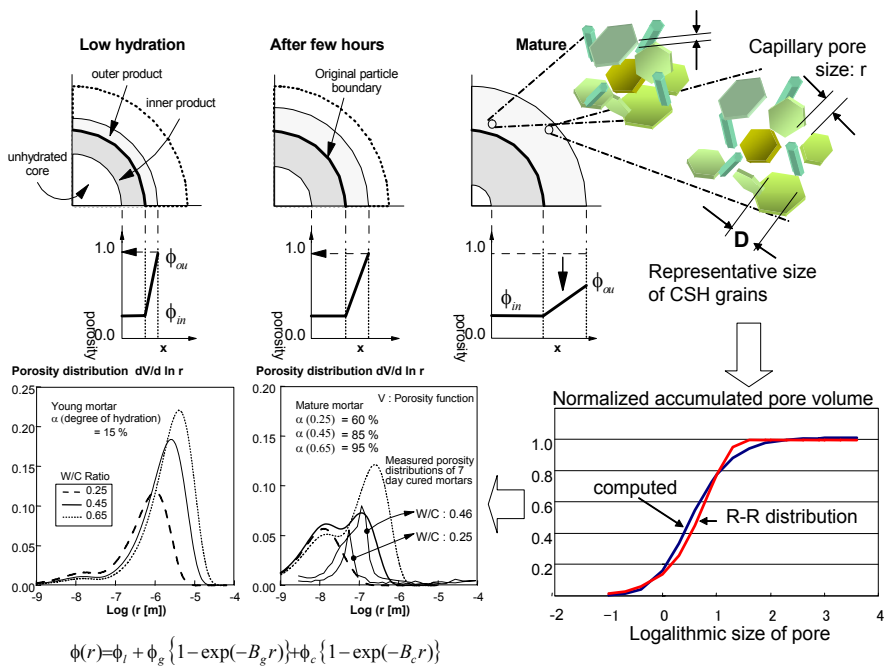 Low hydration
After few hours
Mature
outer product
inner product
unhydrated
core
Original particle
boundary
Capillary pore
size: r
D
Representative size
of CSH grains
1.0
ϕou
ϕin
0.0
porosity
x
1.0
0.0
porosity
x
1.0
ϕin
ϕou
0.0
porosity
x
Porosity distribution dV/d ln r
0.25
0.20
0.15
0.10
0.05
0.00
Young mortar
α (degree of hydration)
= 15 %
W/C Ratio
0.25
0.45
0.65
-9 -8 -7 -6 -5 -4
Log (r [m])
Porosity distribution dV/d ln r
0.20
0.15
0.10
0.05
0.00
V : Porosity function
Mature mortar
α (0.25) = 60 %
α (0.45) = 85 %
α (0.65) = 95 %
Measured porosity
distributions of 7
day cured mortars
W/C : 0.46
W/C : 0.25
-9 -8 -7 -6 -5 -4
Log (r [m])
Normalized accumulated pore volume
1.0
0.8
0.6
0.4
0.2
computed
R-R distribution
-2 -1 0 1 2 3 4
Logalithmic size of pore
ϕ(r)=ϕl + ϕg {1−exp(−Bg r)}+ϕc {1−exp(−Bc r)}